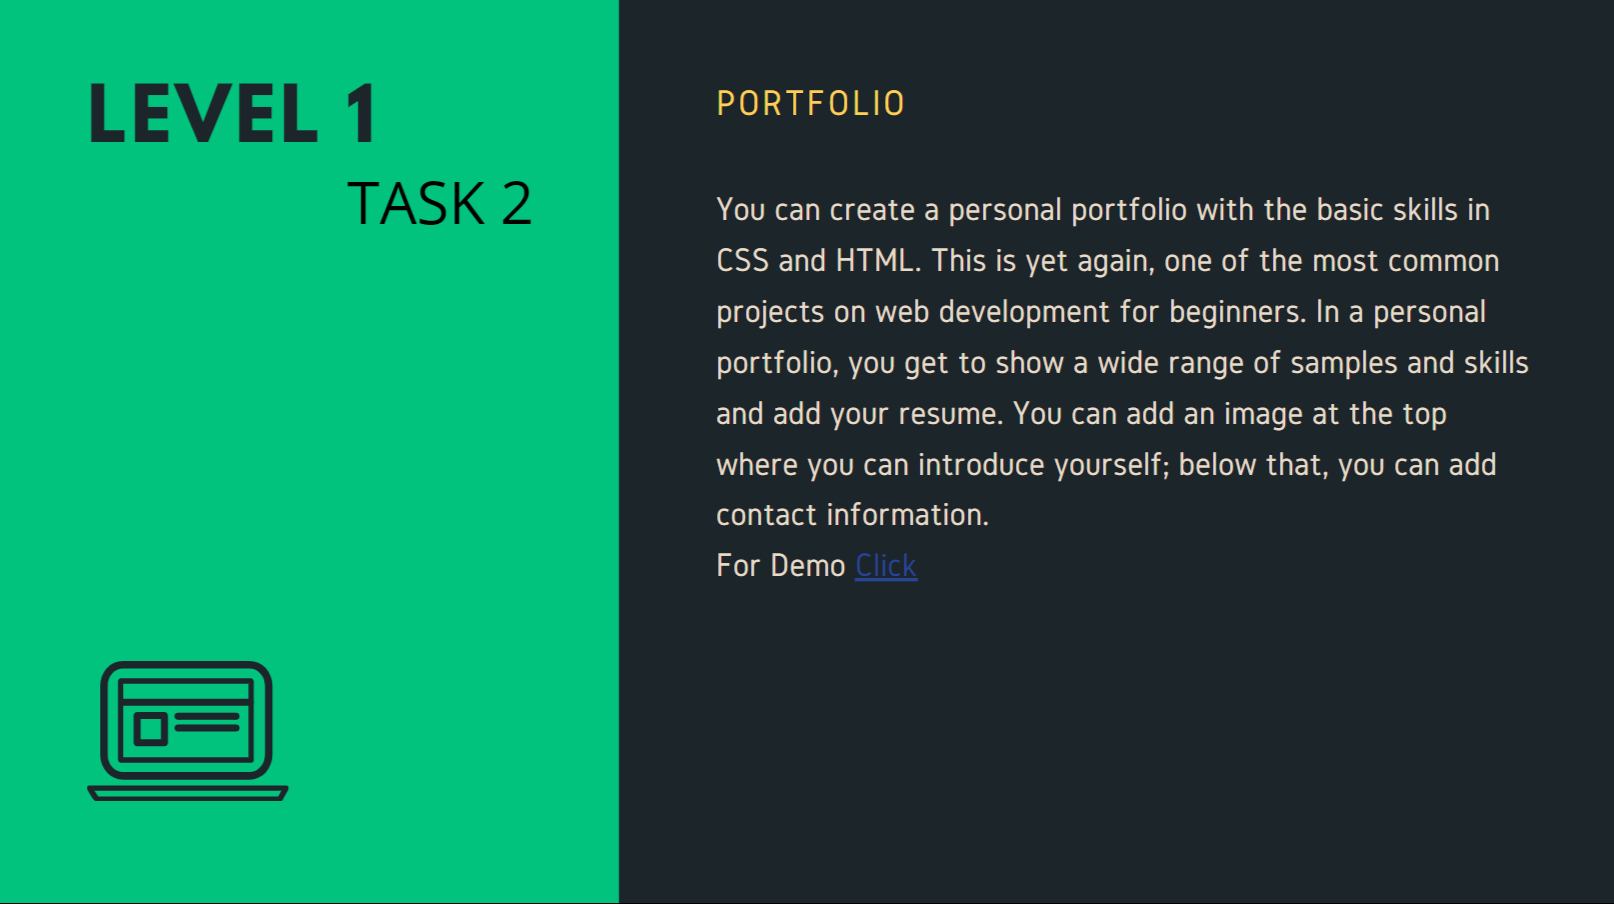 LEVEL 1
TASK 2
PORTFOLIO
You can create a personal portfolio with the basic skills in
CSS and HTML. This is yet again, one of the most common
projects on web development for beginners. In a personal
portfolio, you get to show a wide range of samples and skills
and add your resume. You can add an image at the top
where you can introduce yourself; below that, you can add
contact information.
For Demo Click